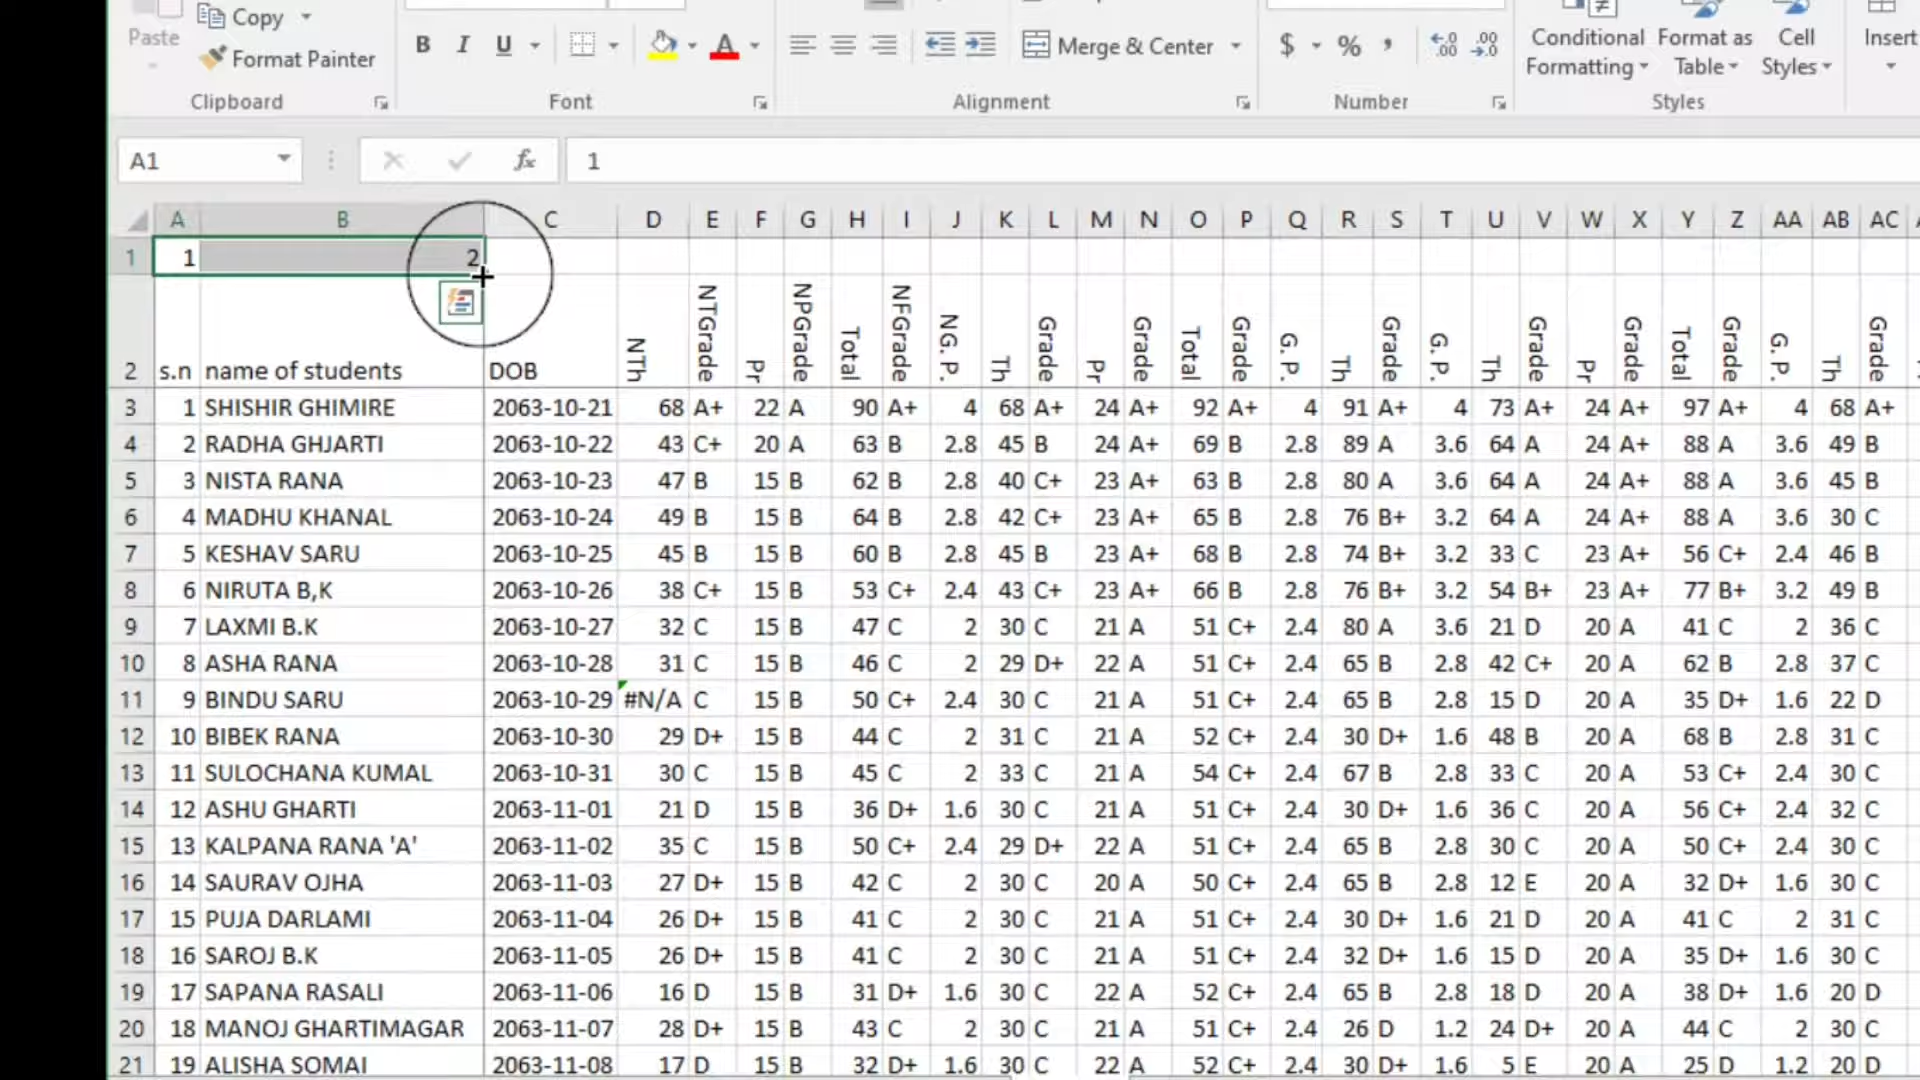 Paste Copy Format Painter
Clipboard
B I U A
Font
Merge & Center
Alignment
$ % ,
Number
Conditional Formatting Format as Table Cell Styles
Styles
Insert
A1 fx 1
A B C D E F G H I J K L M N O P Q R S T U V W X Y Z AA AB AC
1 1 2
2 s.n name of students DOB NTh NTGrade Pr NPGrade Total NFGrade NG. P. Th Grade Pr Grade Total Grade G. P. Th Grade G. P. Th Grade Pr Grade Total Grade G. P. Th Grade
3 1 SHISHIR GHIMIRE 2063-10-21 68 A+ 22 A 90 A+ 4 68 A+ 24 A+ 92 A+ 4 91 A+ 4 73 A+ 24 A+ 97 A+ 4 68 A+
4 2 RADHA GHJARTI 2063-10-22 43 C+ 20 A 63 B 2.8 45 B 24 A+ 69 B 2.8 89 A 3.6 64 A 24 A+ 88 A 3.6 49 B
5 3 NISTA RANA 2063-10-23 47 B 15 B 62 B 2.8 40 C+ 23 A+ 63 B 2.8 80 A 3.6 64 A 24 A+ 88 A 3.6 45 B
6 4 MADHU KHANAL 2063-10-24 49 B 15 B 64 B 2.8 42 C+ 23 A+ 65 B 2.8 76 B+ 3.2 64 A 24 A+ 88 A 3.6 30 C
7 5 KESHAV SARU 2063-10-25 45 B 15 B 60 B 2.8 45 B 23 A+ 68 B 2.8 74 B+ 3.2 33 C 23 A+ 56 C+ 2.4 46 B
8 6 NIRUTA B,K 2063-10-26 38 C+ 15 B 53 C+ 2.4 43 C+ 23 A+ 66 B 2.8 76 B+ 3.2 54 B+ 23 A+ 77 B+ 3.2 49 B
9 7 LAXMI B.K 2063-10-27 32 C 15 B 47 C 2 30 C 21 A 51 C+ 2.4 80 A 3.6 21 D 20 A 41 C 2 36 C
10 8 ASHA RANA 2063-10-28 31 C 15 B 46 C 2 29 D+ 22 A 51 C+ 2.4 65 B 2.8 42 C+ 20 A 62 B 2.8 37 C
11 9 BINDU SARU 2063-10-29 #N/A C 15 B 50 C+ 2.4 30 C 21 A 51 C+ 2.4 65 B 2.8 15 D 20 A 35 D+ 1.6 22 D
12 10 BIBEK RANA 2063-10-30 29 D+ 15 B 44 C 2 31 C 21 A 52 C+ 2.4 30 D+ 1.6 48 B 20 A 68 B 2.8 31 C
13 11 SULOCHANA KUMAL 2063-10-31 30 C 15 B 45 C 2 33 C 21 A 54 C+ 2.4 67 B 2.8 33 C 20 A 53 C+ 2.4 30 C
14 12 ASHU GHARTI 2063-11-01 21 D 15 B 36 D+ 1.6 30 C 21 A 51 C+ 2.4 30 D+ 1.6 36 C 20 A 56 C+ 2.4 32 C
15 13 KALPANA RANA 'A' 2063-11-02 35 C 15 B 50 C+ 2.4 29 D+ 22 A 51 C+ 2.4 65 B 2.8 30 C 20 A 50 C+ 2.4 30 C
16 14 SAURAV OJHA 2063-11-03 27 D+ 15 B 42 C 2 30 C 20 A 50 C+ 2.4 65 B 2.8 12 E 20 A 32 D+ 1.6 30 C
17 15 PUJA DARLAMI 2063-11-04 26 D+ 15 B 41 C 2 30 C 21 A 51 C+ 2.4 30 D+ 1.6 21 D 20 A 41 C 2 31 C
18 16 SAROJ B.K 2063-11-05 26 D+ 15 B 41 C 2 30 C 21 A 51 C+ 2.4 32 D+ 1.6 15 D 20 A 35 D+ 1.6 30 C
19 17 SAPANA RASALI 2063-11-06 16 D 15 B 31 D+ 1.6 30 C 22 A 52 C+ 2.4 65 B 2.8 18 D 20 A 38 D+ 1.6 20 D
20 18 MANOJ GHARTIMAGAR 2063-11-07 28 D+ 15 B 43 C 2 30 C 21 A 51 C+ 2.4 26 D 1.2 24 D+ 20 A 44 C 2 30 C
21 19 ALISHA SOMAI 2063-11-08 17 D 15 B 32 D+ 1.6 30 C 22 A 52 C+ 2.4 30 D+ 1.6 5 E 20 A 25 D 1.2 20 D